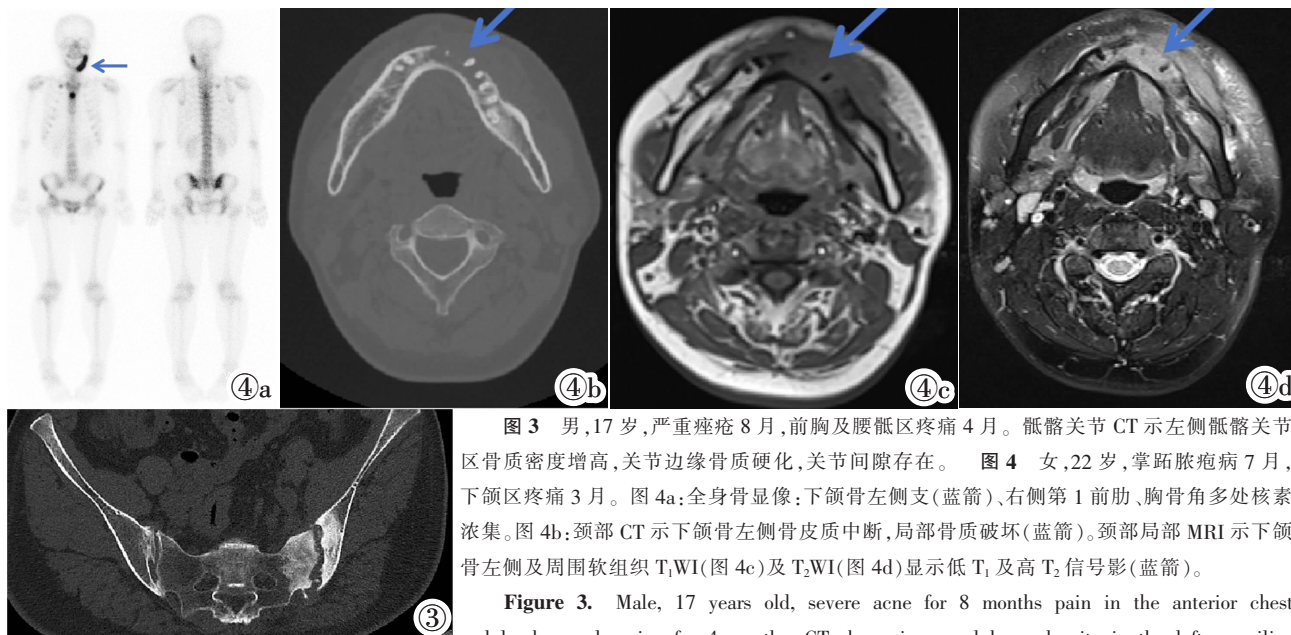 ④a
④b
④c
④d
③
图 3 男,17 岁,严重痤疮 8 月,前胸及腰骶区疼痛 4 月。骶髂关节 CT 示左侧骶髂关节
区骨质密度增高,关节边缘骨质硬化,关节间隙存在。 图 4 女,22 岁,掌跖脓疱病 7 月,
下颌区疼痛 3 月。图 4a:全身骨显像:下颌骨左侧支(蓝箭)、右侧第 1 前肋、胸骨角多处核素
浓集。图 4b:颈部 CT 示下颌骨左侧骨皮质中断,局部骨质破坏(蓝箭)。颈部局部 MRI 示下颌
骨左侧及周围软组织 T₁WI(图 4c)及 T₂WI(图 4d)显示低 T₁ 及高 T₂ 信号影(蓝箭)。
Figure 3. Male, 17 years old, severe acne for 8 months pain in the anterior chest